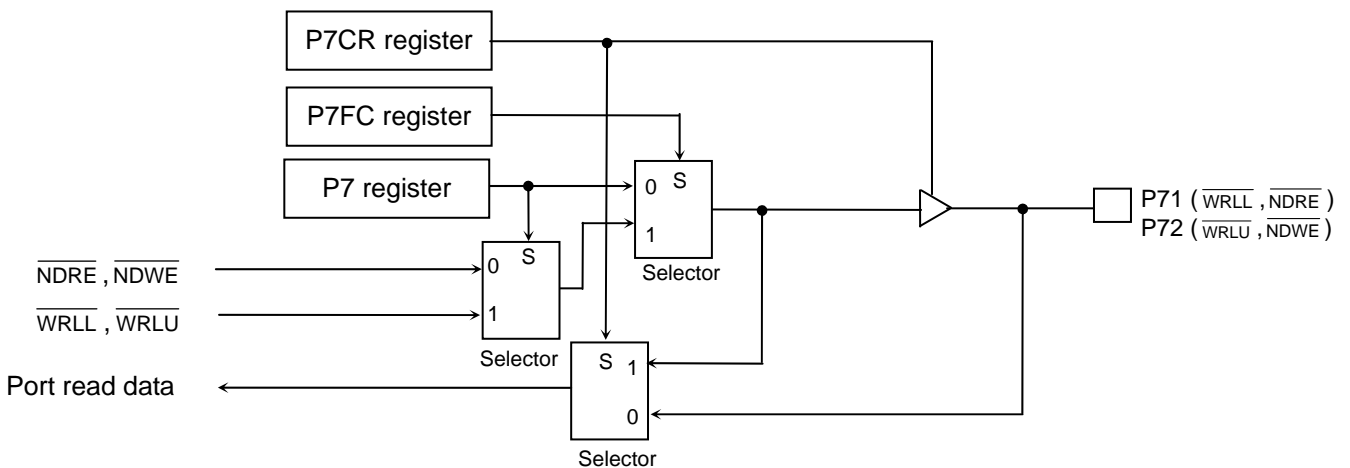 P7CR register
P7FC register
P7 register
0 S
1
Selector
P71 (WRLL, NDRE)
P72 (WRLU, NDWE)
NDRE, NDWE
WRLL, WRLU
0 S
1
Selector
S 1
0
Selector
Port read data